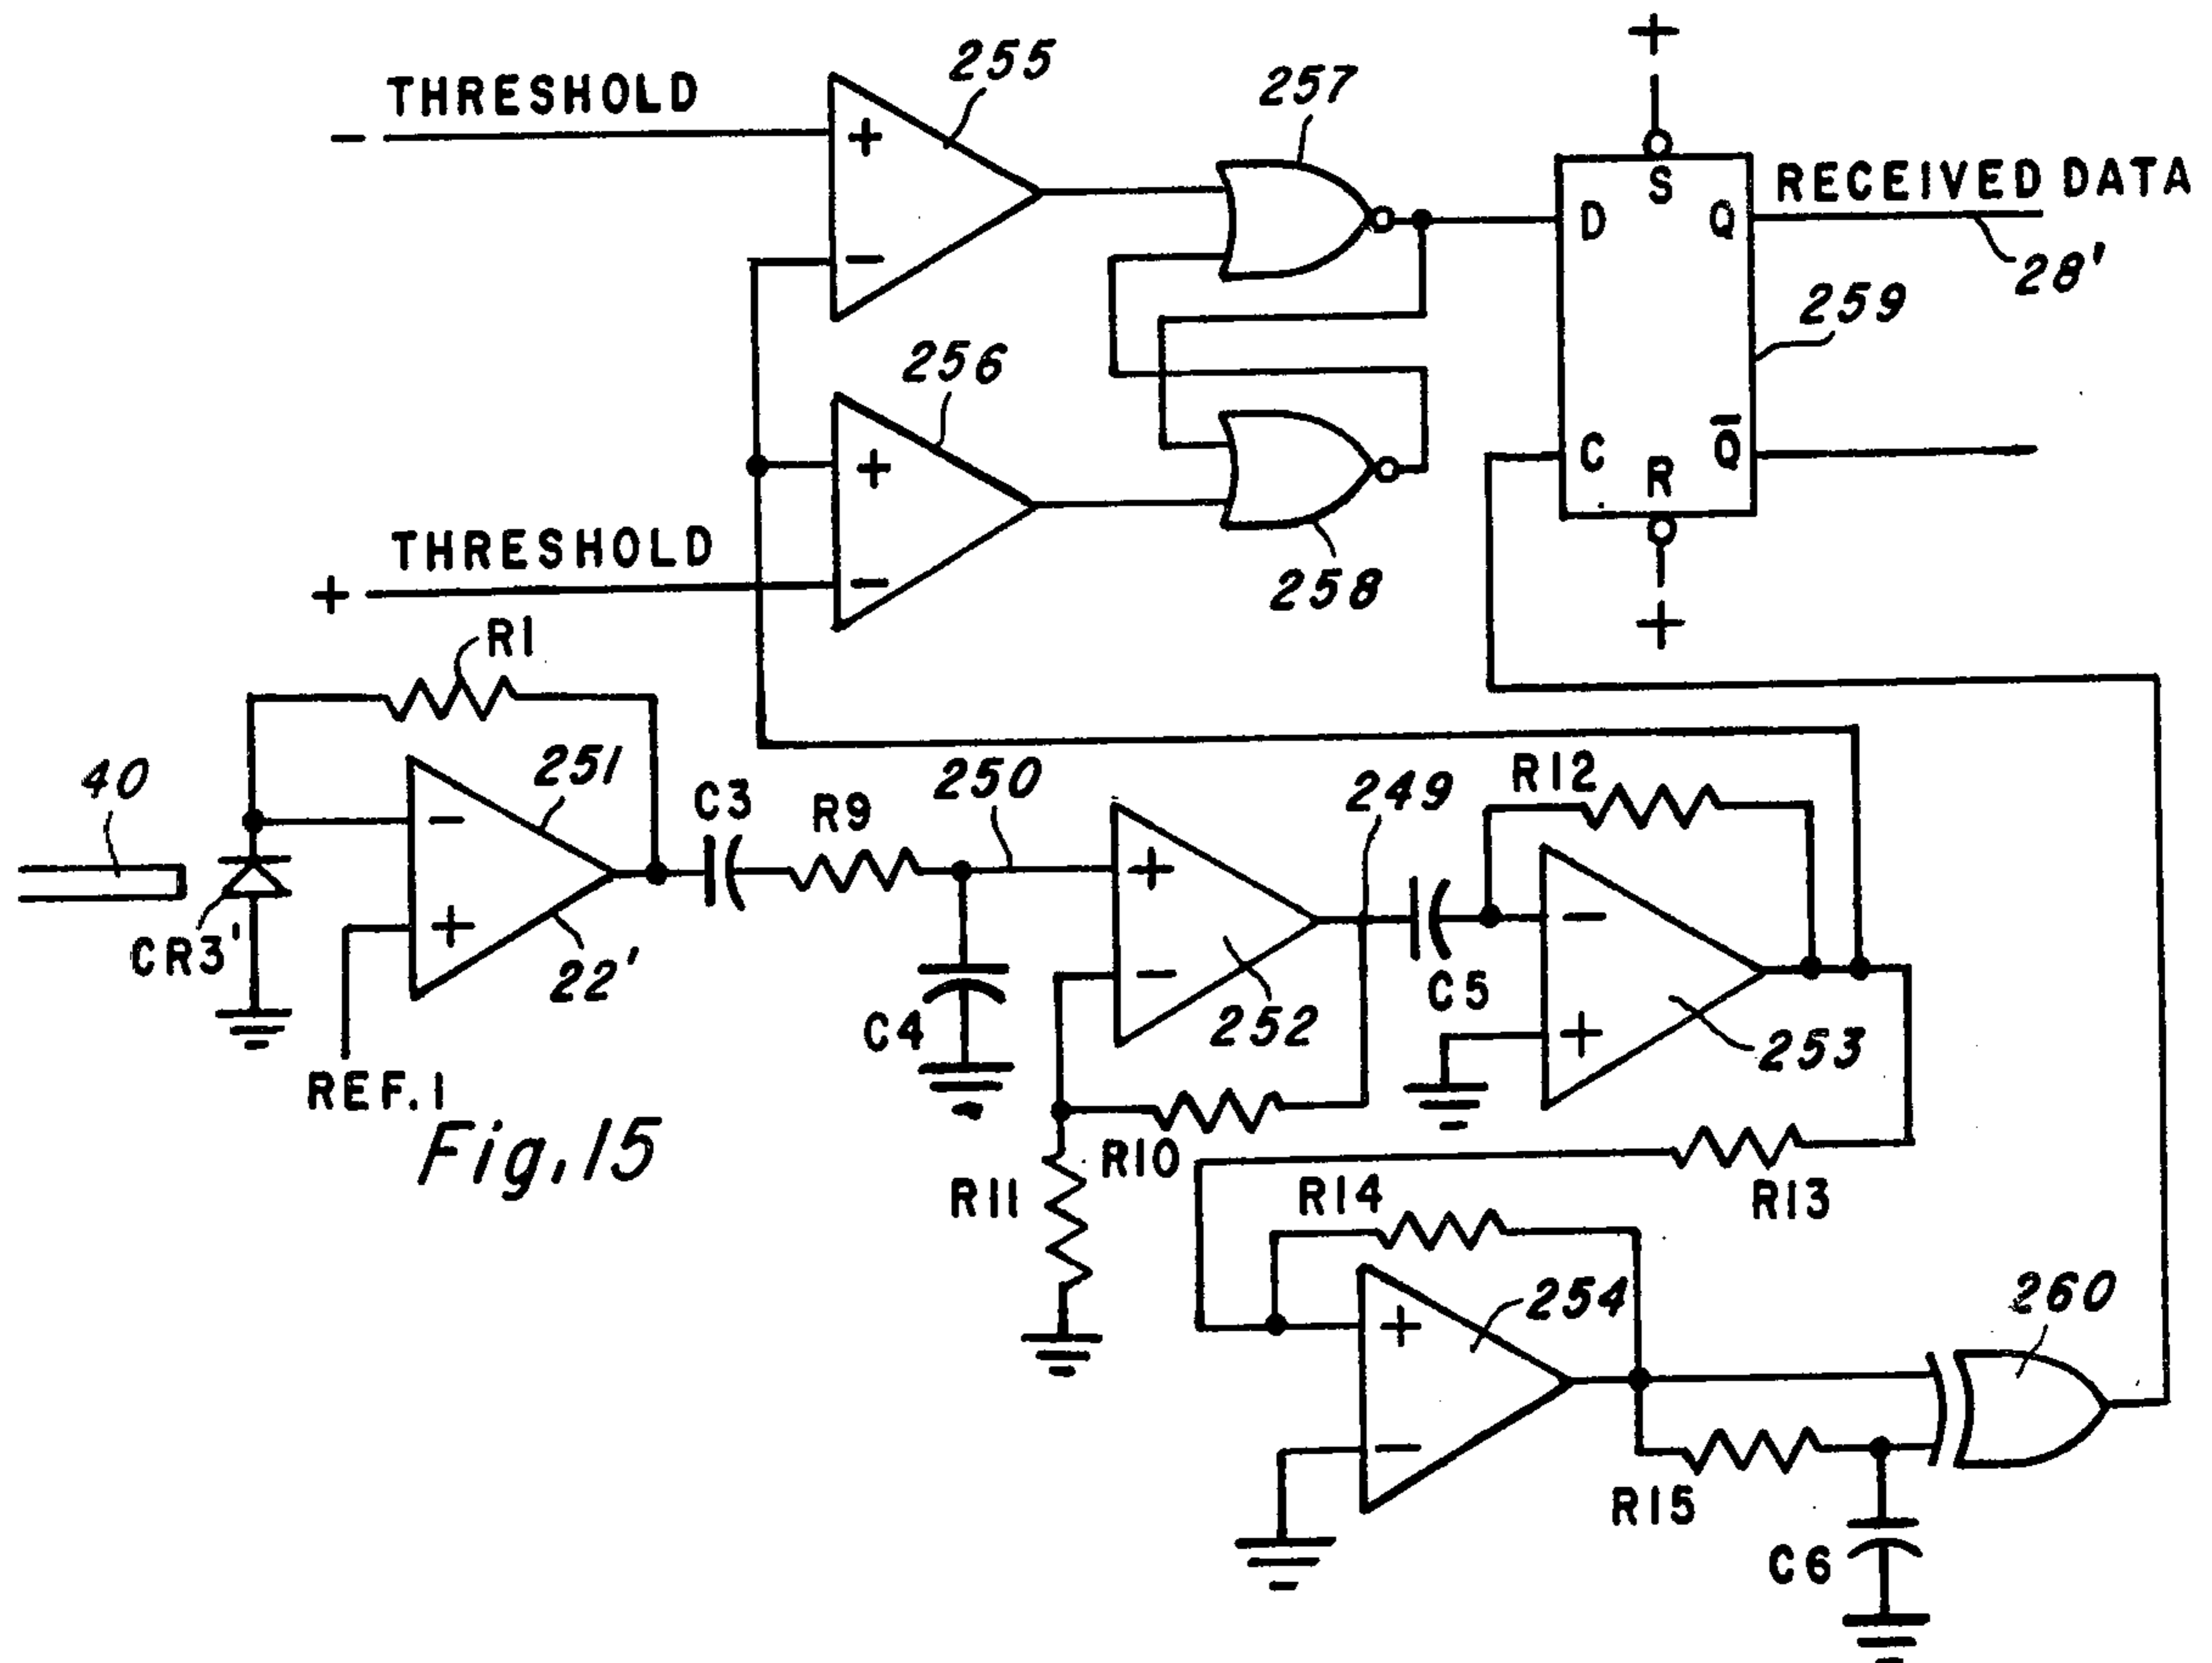 255
257
+
THRESHOLD
-
+
S
RECEIVED DATA
D
Q
-
28'
259
256
+
C
R
Q̅
THRESHOLD
+
-
258
+
R1
40
251
-
C3
R9
250
249
R12
+
-
+
CR3'
22'
-
C5
C4
252
+
253
REF.1
R10
R11
R14
R13
Fig.15
254
260
+
-
R15
C6